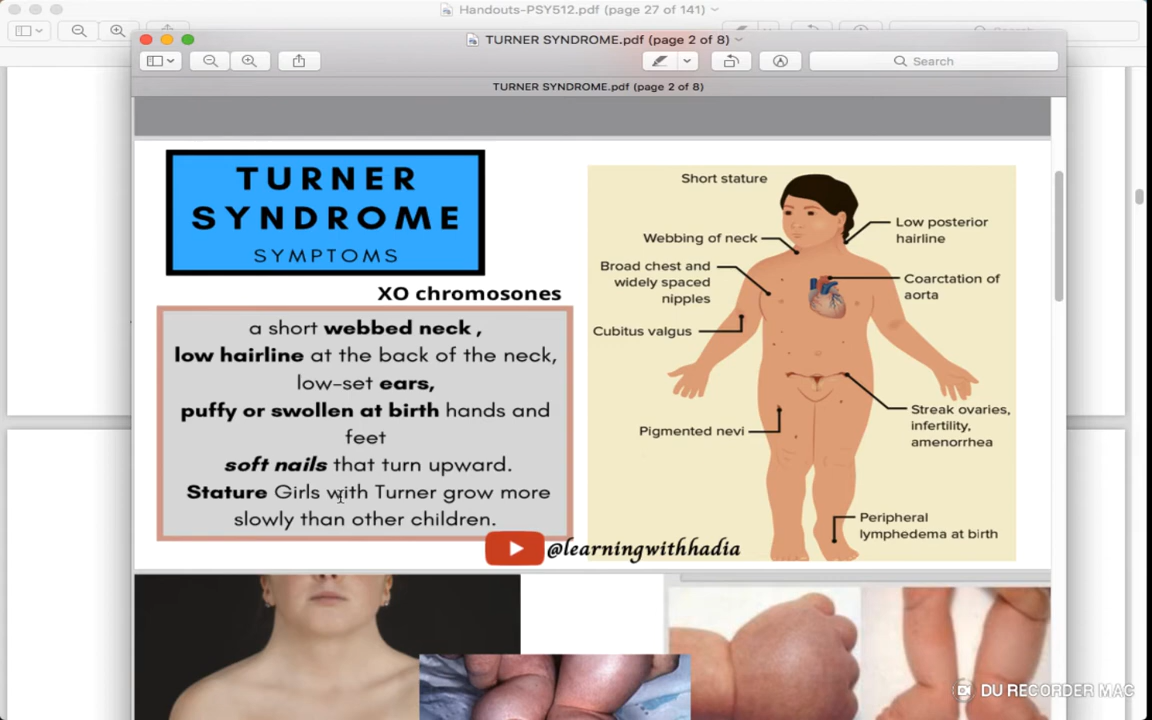 Handouts-PSY512.pdf (page 27 of 141)
TURNER SYNDROME.pdf (page 2 of 8)
Search
TURNER SYNDROME.pdf (page 2 of 8)
TURNER
SYNDROME
SYMPTOMS
XO chromosones
a short webbed neck ,
low hairline at the back of the neck,
low-set ears,
puffy or swollen at birth hands and
feet
soft nails that turn upward.
Stature Girls with Turner grow more
slowly than other children.
Short stature
Low posterior
hairline
Webbing of neck
Broad chest and
widely spaced
nipples
Coarctation of
aorta
Cubitus valgus
Streak ovaries,
infertility,
amenorrhea
Pigmented nevi
Peripheral
lymphedema at birth
@learningwithhadia
DU RECORDER MAC